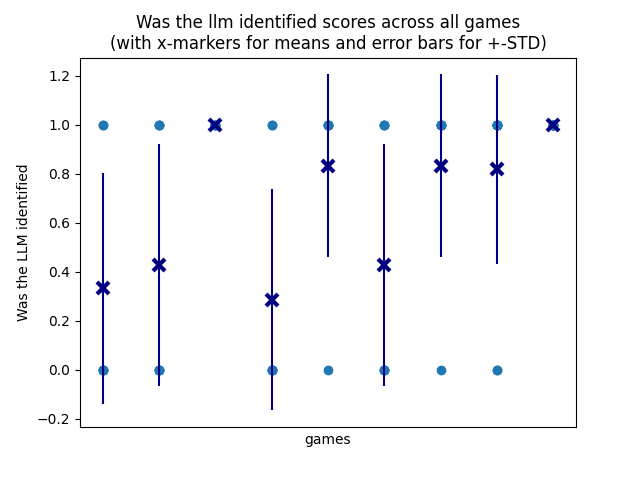 Was the llm identified scores across all games
(with x-markers for means and error bars for +-STD)
1.2
1.0
0.8
0.6
0.4
0.2
0.0
−0.2
Was the LLM identified
games